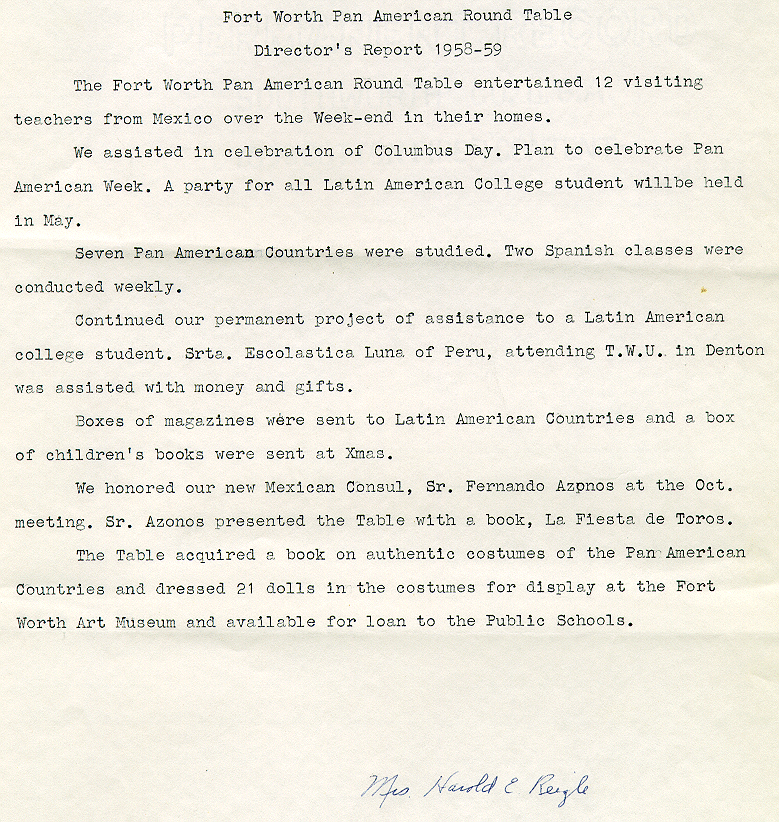 Fort Worth Pan American Round Table
Director's Report 1958-59
The Fort Worth Pan American Round Table entertained 12 visiting
teachers from Mexico over the Week-end in their homes.
We assisted in celebration of Columbus Day. Plan to celebrate Pan
American Week. A party for all Latin American College student willbe held
in May.
Seven Pan American Countries were studied. Two Spanish classes were
conducted weekly.
Continued our permanent project of assistance to a Latin American
college student. Srta. Escolastica Luna of Peru, attending T.W.U. in Denton
was assisted with money and gifts.
Boxes of magazines were sent to Latin American Countries and a box
of children's books were sent at Xmas.
We honored our new Mexican Consul, Sr. Fernando Azpnos at the Oct.
meeting. Sr. Azonos presented the Table with a book, La Fiesta de Toros.
The Table acquired a book on authentic costumes of the Pan American
Countries and dressed 21 dolls in the costumes for display at the Fort
Worth Art Museum and available for loan to the Public Schools.
Mrs. Harold E Reigle